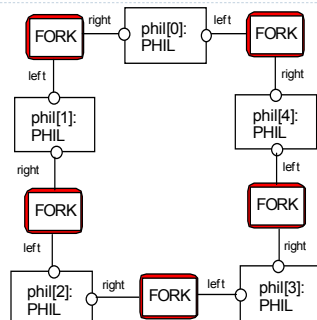 right
left
FORK
phil[0]:
PHIL
FORK
left
right
phil[1]:
PHIL
phil[4]:
PHIL
right
left
FORK
FORK
left
right
phil[2]:
PHIL
right
FORK
left
phil[3]:
PHIL